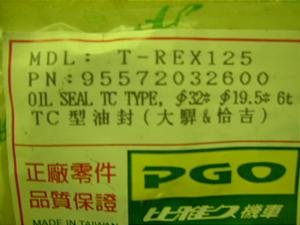 MDL: T-REX125
PN:95572032600
OIL SEAL TC TYPE, ∮32* ∮19.5* 6t
TC型油封(大驛&恰吉)
正廠零件
品質保證
MADE IN TAIWAN
PGO
比雅久機車